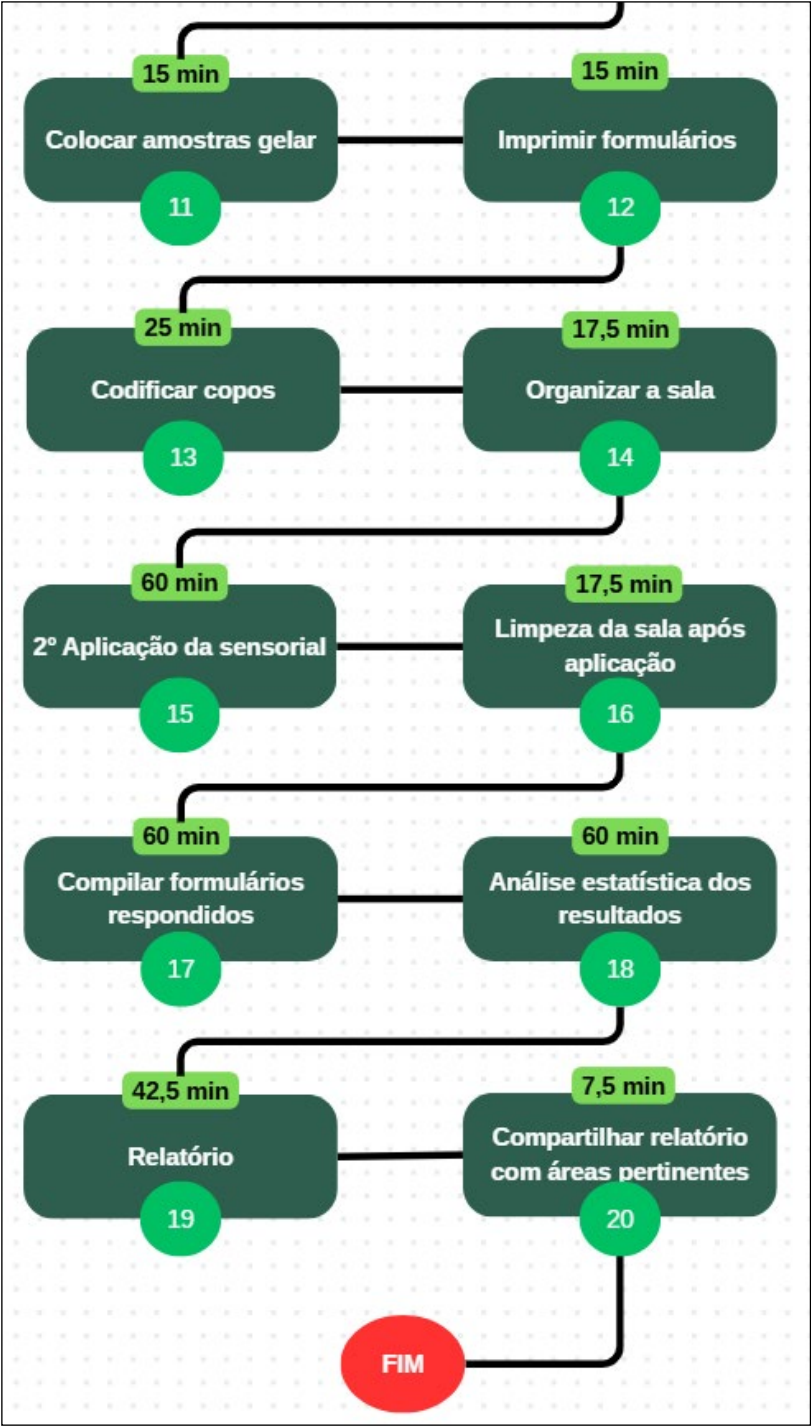 15 min
Colocar amostras gelar
11
15 min
Imprimir formulários
12
25 min
Codificar copos
13
17,5 min
Organizar a sala
14
60 min
2º Aplicação da sensorial
15
17,5 min
Limpeza da sala após
aplicação
16
60 min
Compilar formulários
respondidos
17
60 min
Análise estatística dos
resultados
18
42,5 min
Relatório
19
7,5 min
Compartilhar relatório
com áreas pertinentes
20
FIM